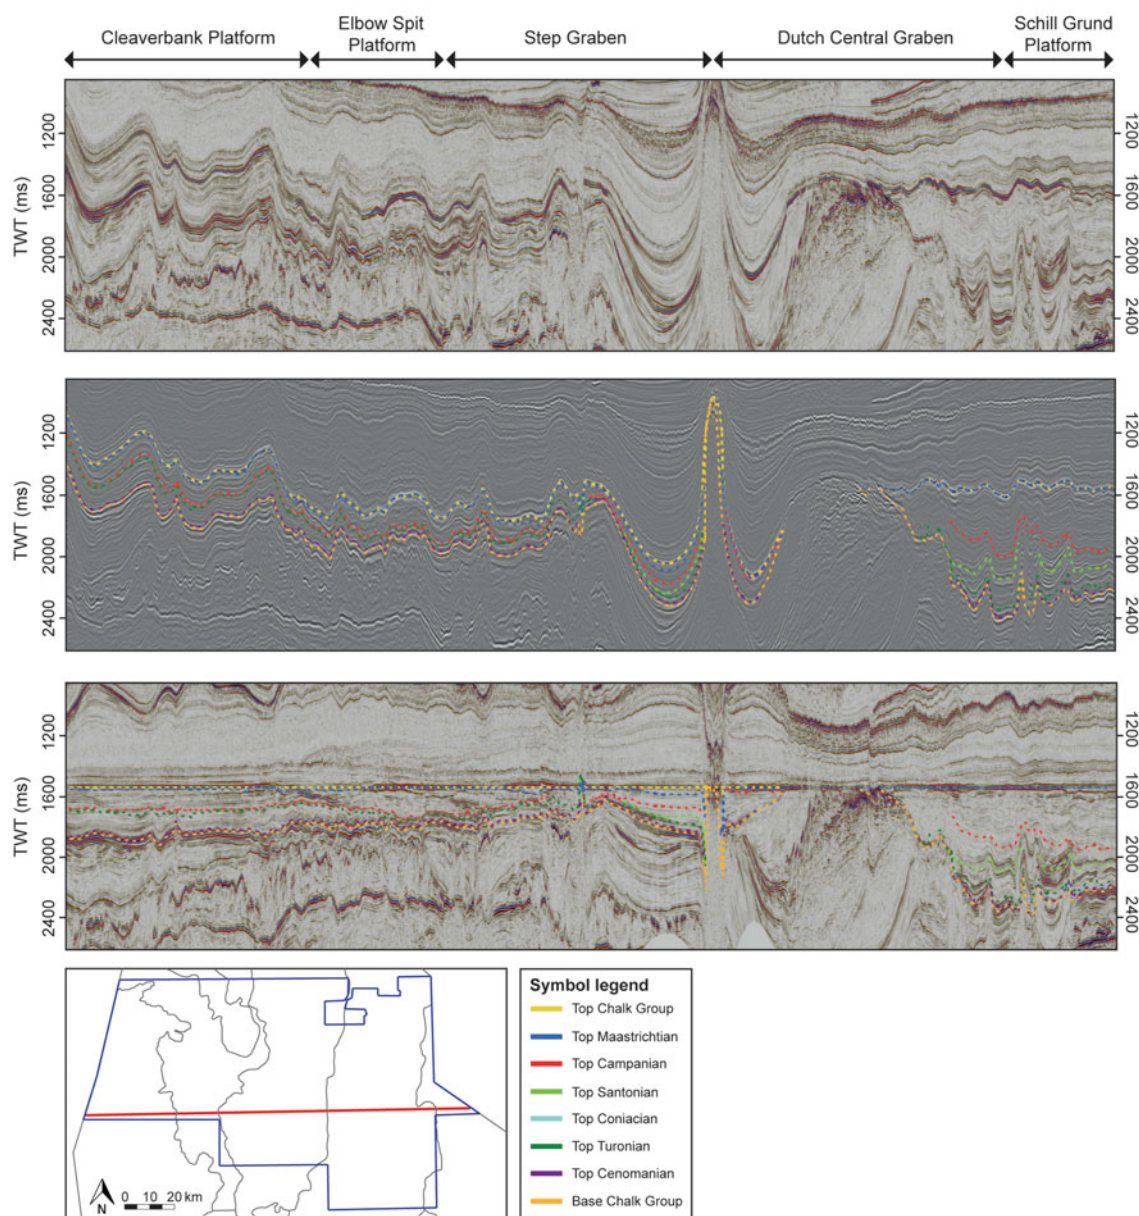 Cleaverbank Platform
Elbow Spit
Platform
Step Graben
Dutch Central Graben
Schill Grund
Platform
TWT (ms)
1200
1600
2000
2400
1200
1600
2000
2400
TWT (ms)
1200
1600
2000
2400
1200
1600
2000
2400
TWT (ms)
1200
1600
2000
2400
1200
1600
2000
2400
N
0 10 20 km
Symbol legend
Top Chalk Group
Top Maastrichtian
Top Campanian
Top Santonian
Top Coniacian
Top Turonian
Top Cenomanian
Base Chalk Group